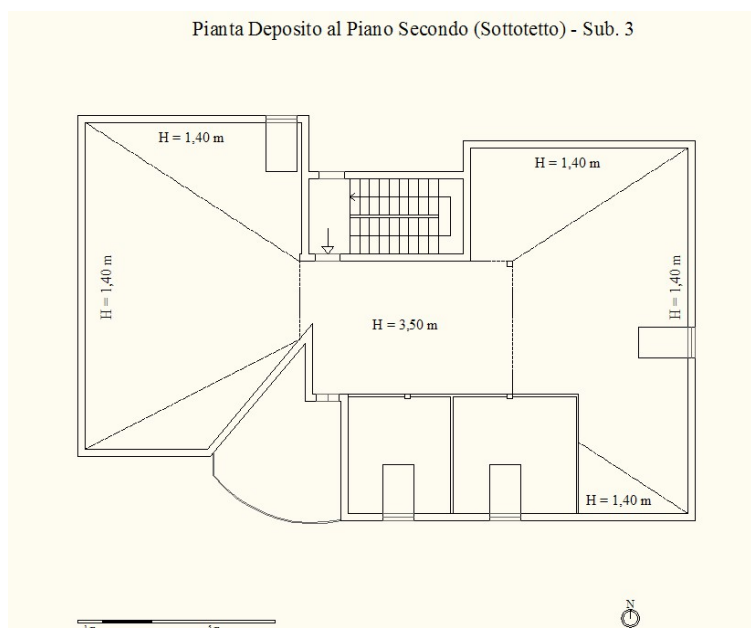 Pianta Deposito al Piano Secondo (Sottotetto) - Sub. 3
H = 1,40 m
H = 1,40 m
H = 1,40 m
H = 1,40 m
H = 3,50 m
H = 1,40 m
N